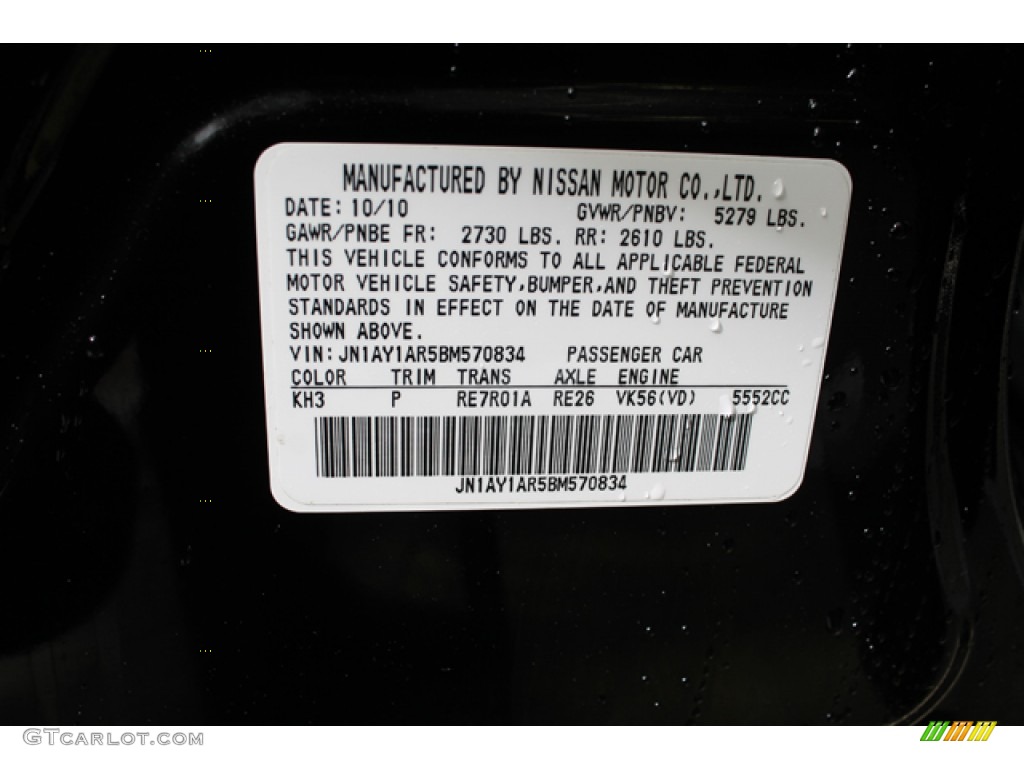 MANUFACTURED BY NISSAN MOTOR CO.,LTD.
DATE: 10/10 GVWR/PNBV: 5279 LBS.
GAWR/PNBE FR: 2730 LBS. RR: 2610 LBS.
THIS VEHICLE CONFORMS TO ALL APPLICABLE FEDERAL
MOTOR VEHICLE SAFETY,BUMPER,AND THEFT PREVENTION
STANDARDS IN EFFECT ON THE DATE OF MANUFACTURE
SHOWN ABOVE.
VIN:JN1AY1AR5BM570834 PASSENGER CAR
COLOR TRIM TRANS AXLE ENGINE
KH3 P RE7R01A RE26 VK56(VD) 5552CC
JN1AY1AR5BM570834
GTCarLot.com